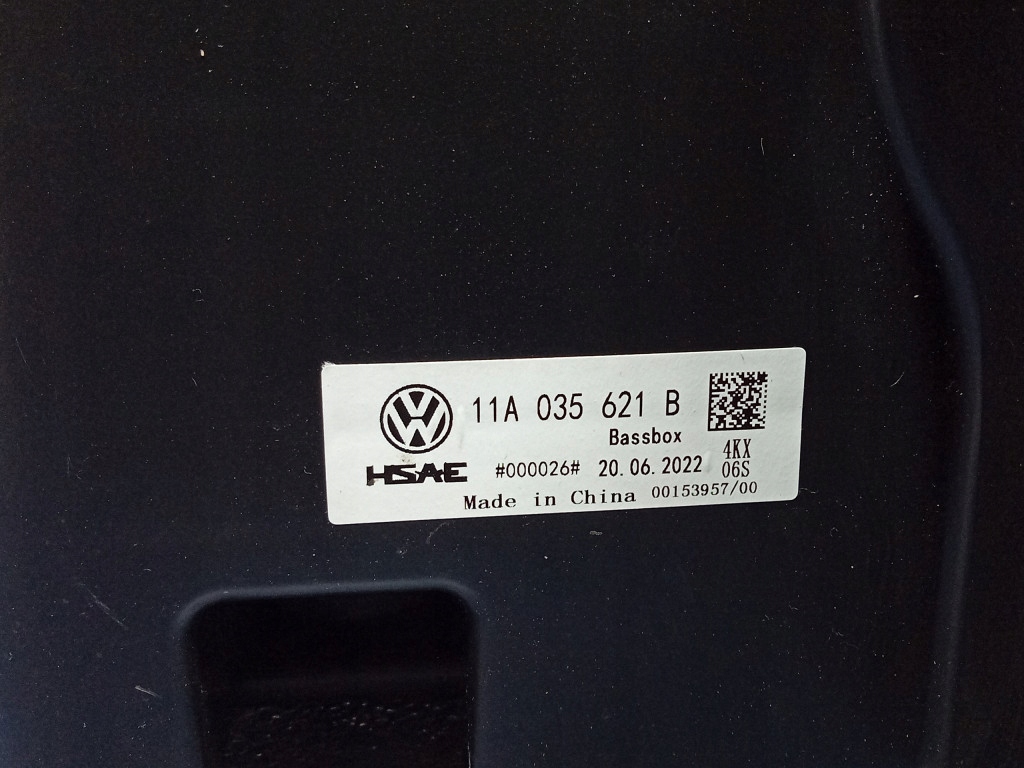 11A 035 621 B
Bassbox
4KX
HSAE #000026# 20.06.2022 06S
Made in China 00153957/00